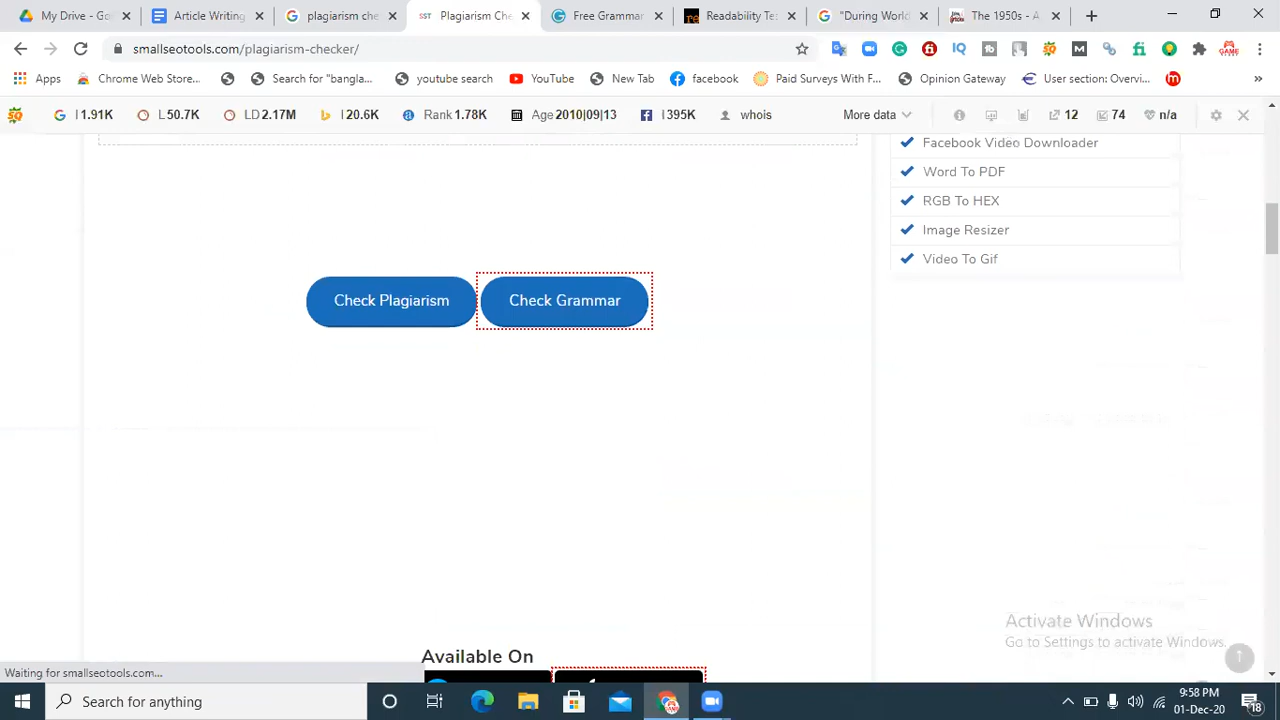 My Drive - Go
Article Writing
plagiarism che
SST
Plagiarism Che
Free Grammar
re
Readability Te
"During World
The 1950s - A
smallseotools.com/plagiarism-checker/
Apps
Chrome Web Store...
Search for "bangla...
youtube search
YouTube
New Tab
facebook
Paid Surveys With F...
Opinion Gateway
User section: Overvi...
I 1.91K
L 50.7K
LD 2.17M
I 20.6K
Rank 1.78K
Age 2010|09|13
I 395K
whois
More data
12
74
n/a
Facebook Video Downloader
Word To PDF
RGB To HEX
Image Resizer
Video To Gif
Check Plagiarism
Check Grammar
Available On
Activate Windows
Go to Settings to activate Windows.
Waiting for smallseotools.com...
Search for anything
9:58 PM
01-Dec-20
18